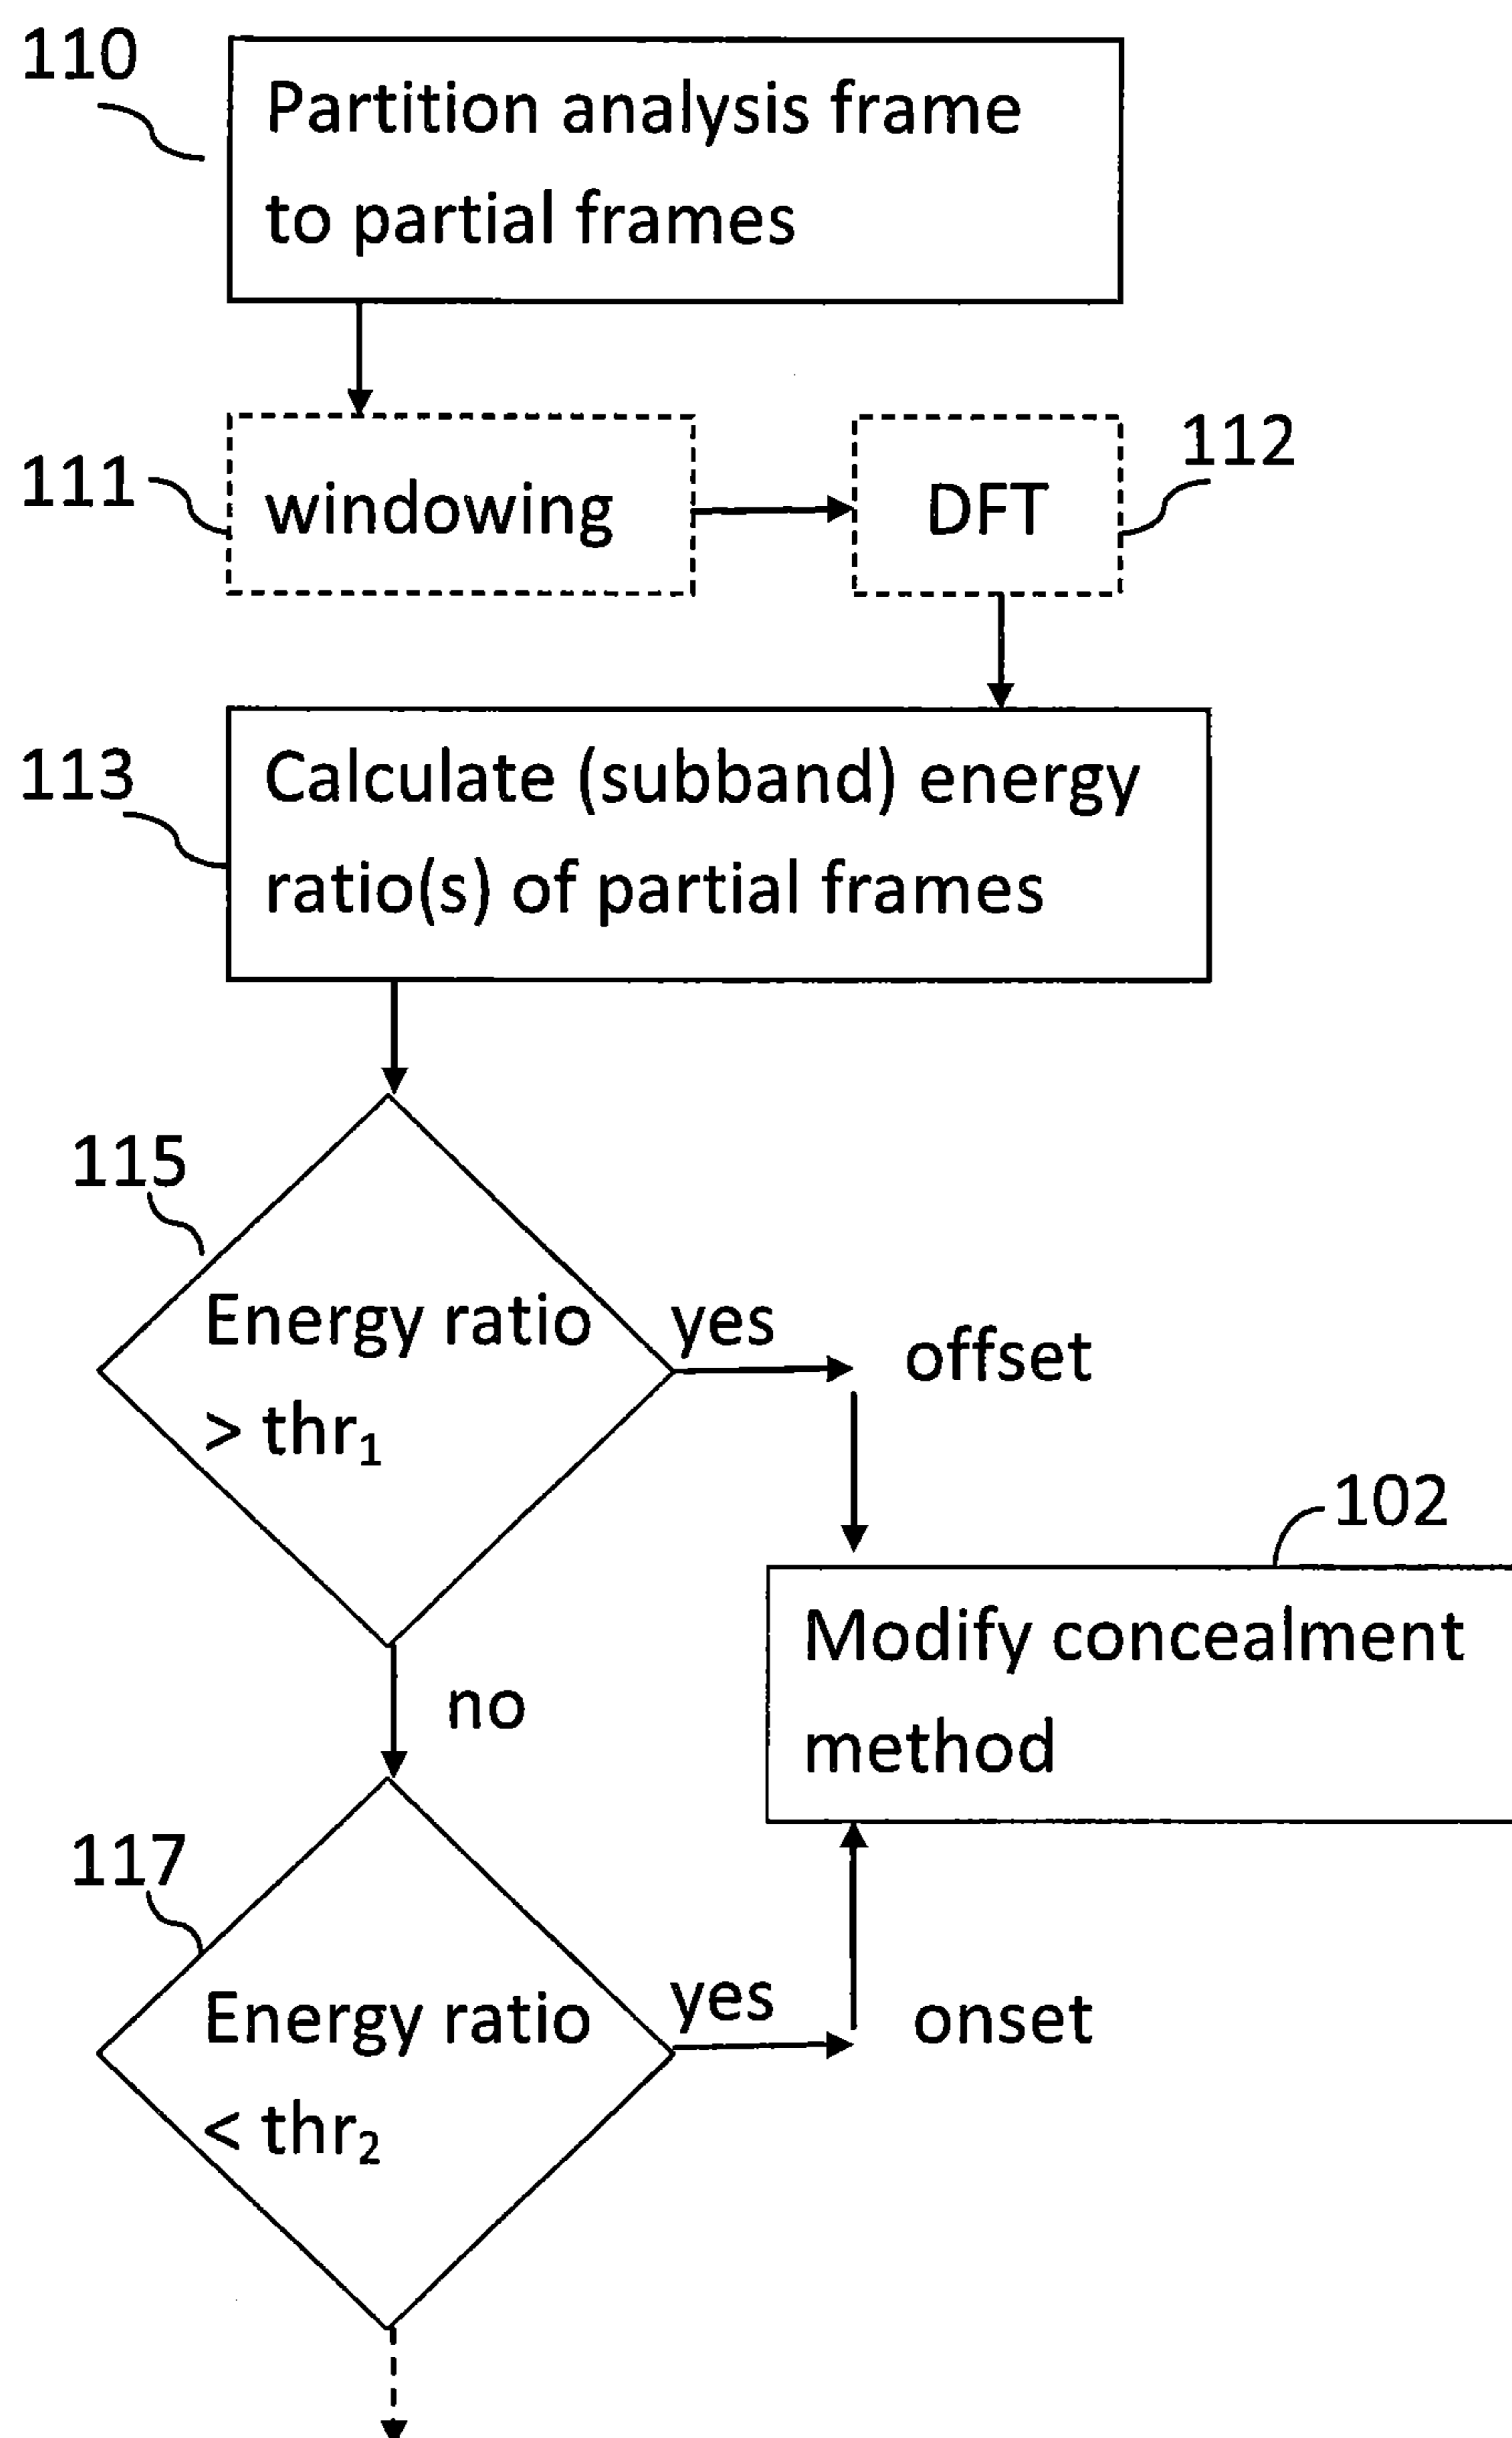 110
Partition analysis frame
to partial frames
111
windowing
DFT
112
113
Calculate (subband) energy
ratio(s) of partial frames
115
Energy ratio
> thr₁
yes
offset
no
102
Modify concealment
method
117
Energy ratio
< thr₂
yes
onset